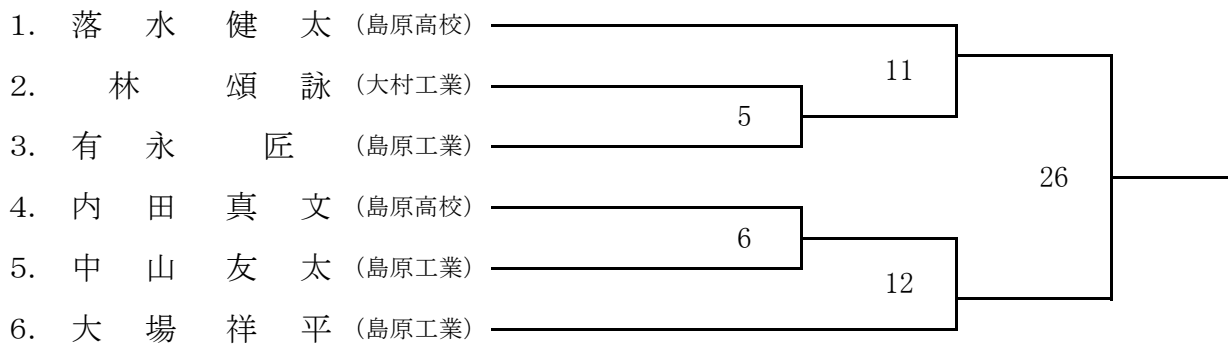 1. 落水健太 (島原高校)
11
2. 林頌詠 (大村工業)
5
3. 有永匠 (島原工業)
26
4. 内田真文 (島原高校)
6
5. 中山友太 (島原工業)
12
6. 大場祥平 (島原工業)